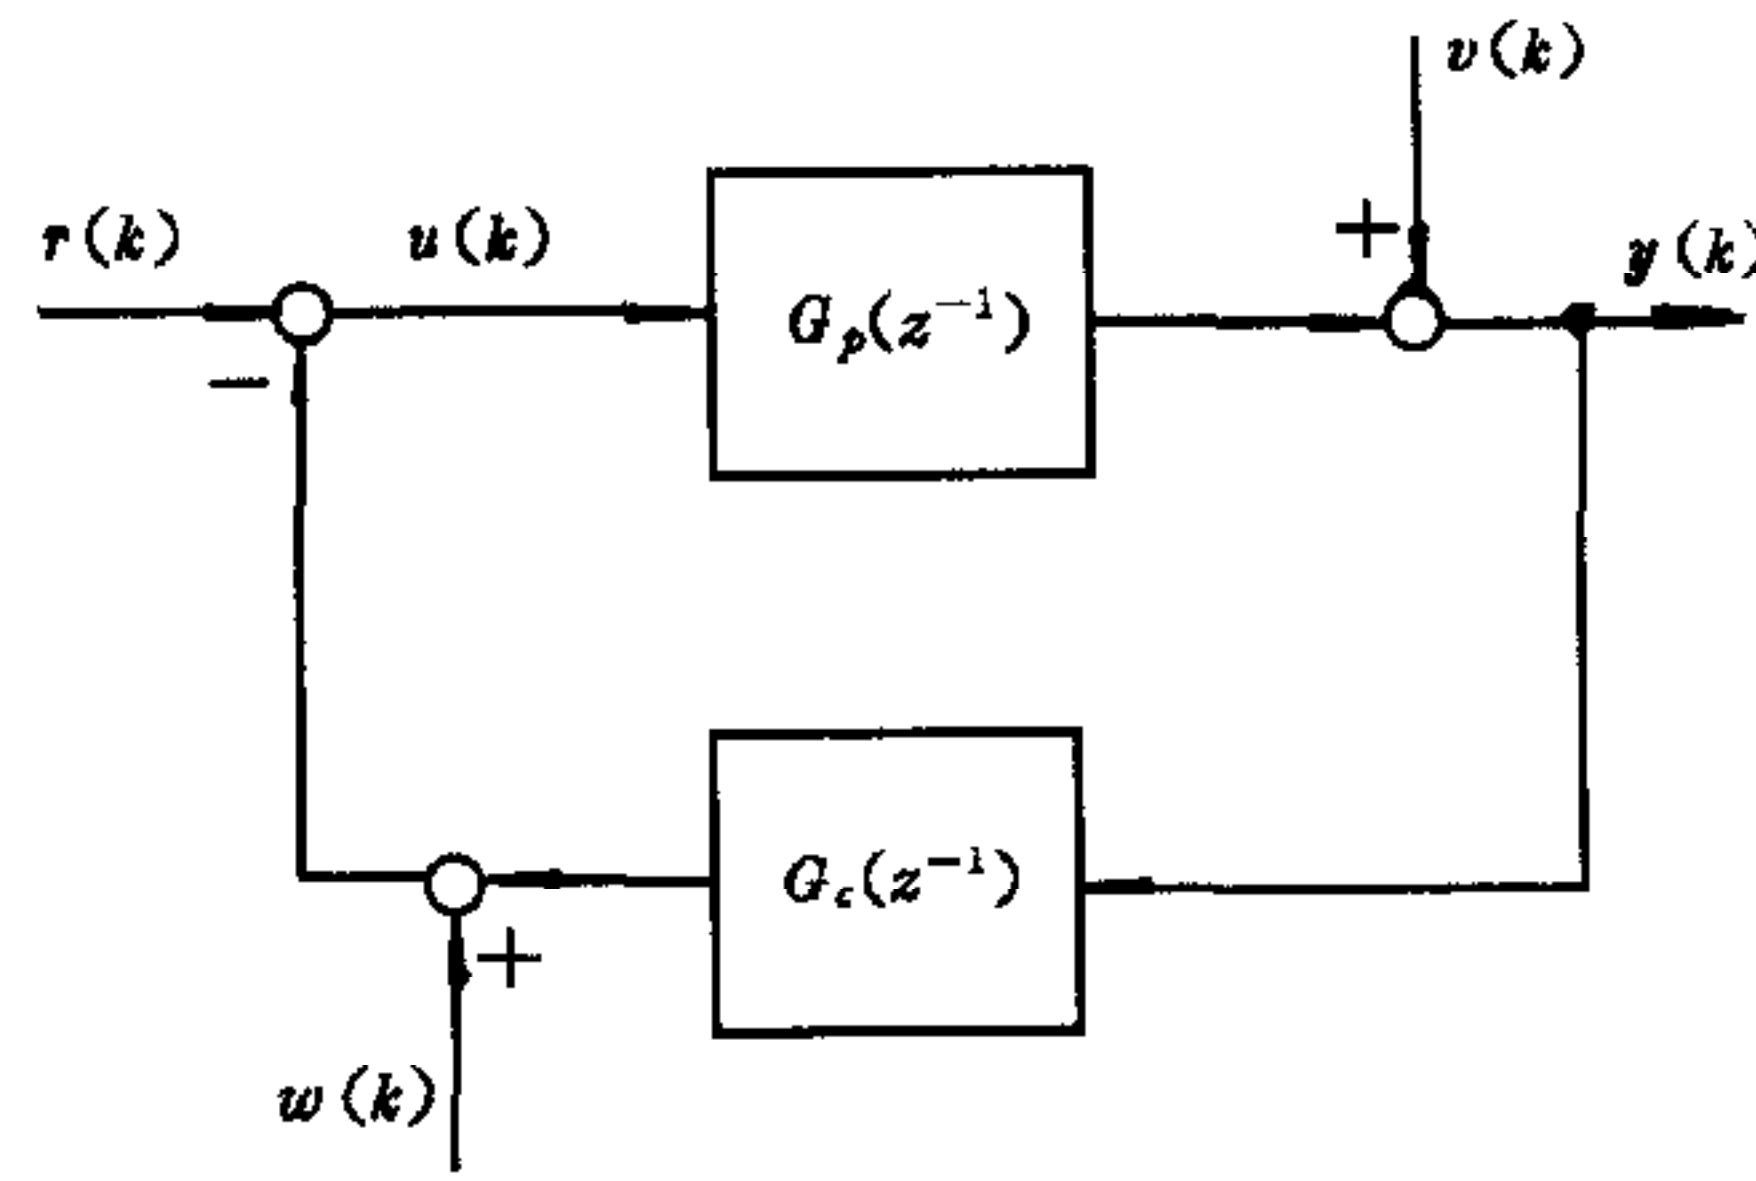 v(k)
r(k)
u(k)
+
y(k)
G_p(z^{-1})
−
G_c(z^{-1})
+
w(k)